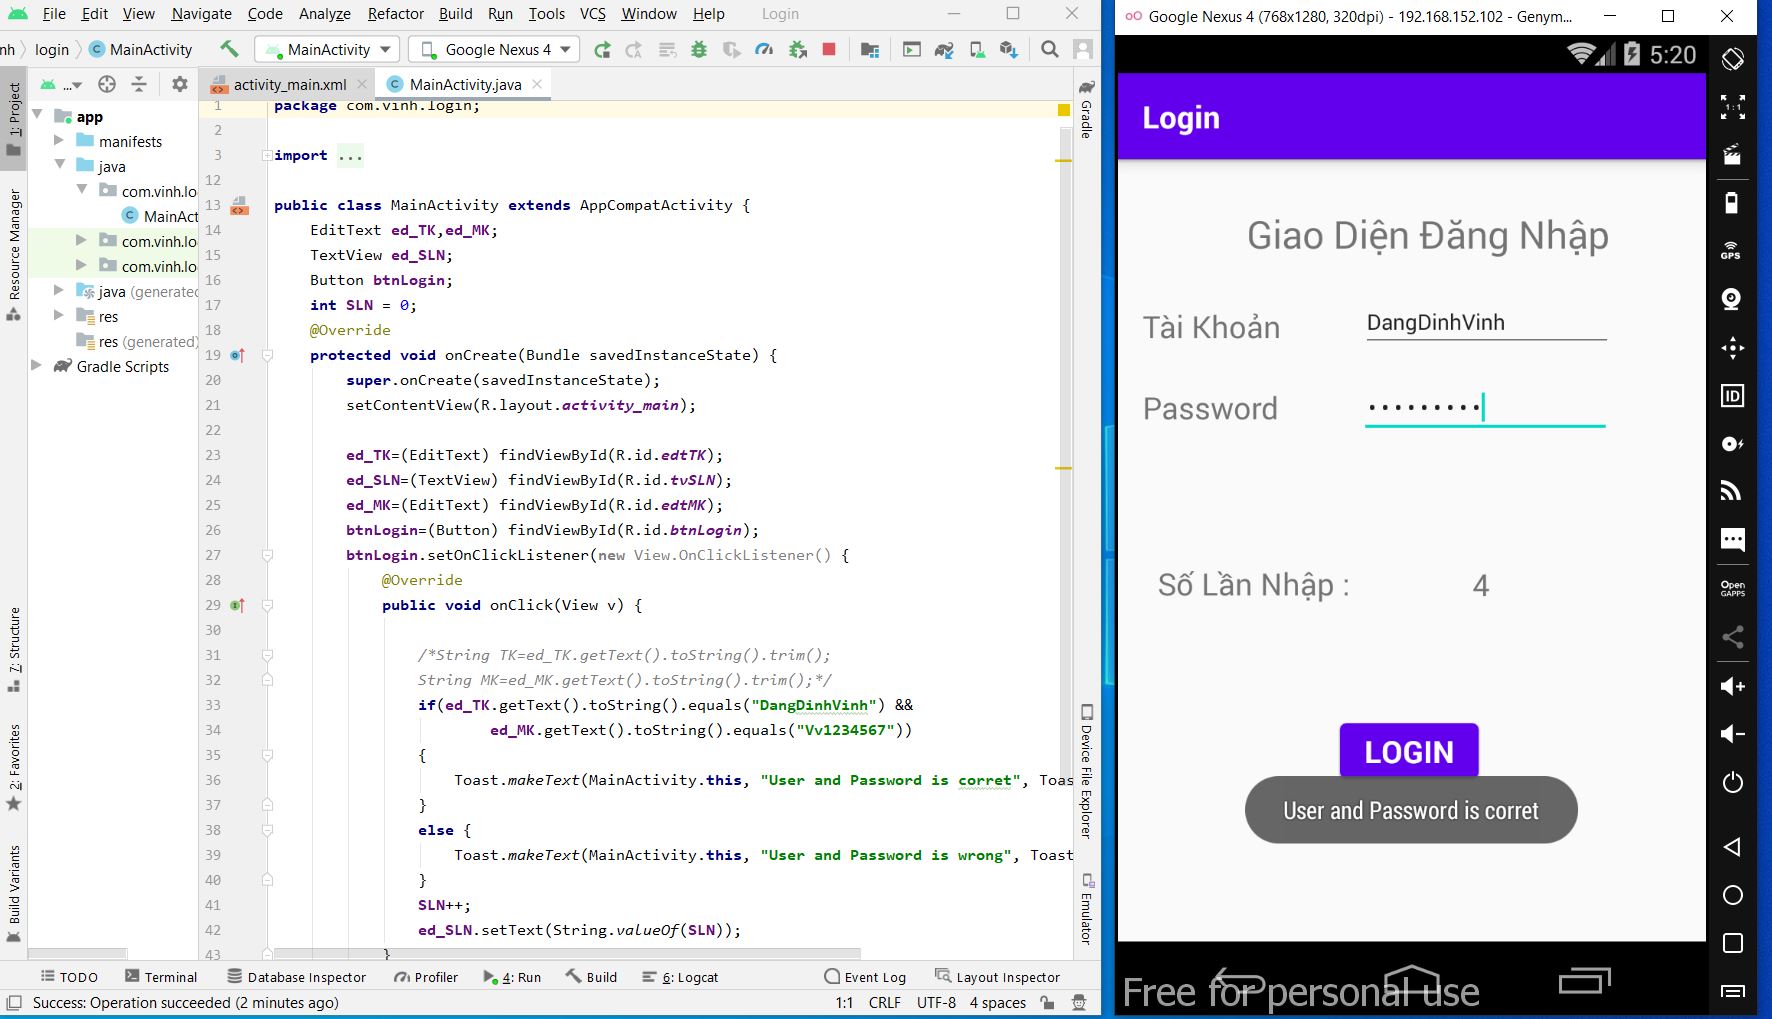 File Edit View Navigate Code Analyze Refactor Build Run Tools VCS Window Help Login
nh login MainActivity MainActivity Google Nexus 4
... activity_main.xml MainActivity.java
1: Project
Resource Manager
7: Structure
2: Favorites
Build Variants
app
manifests
java
com.vinh.lo
MainAct
com.vinh.lo
com.vinh.lo
java (generated
res
res (generated)
Gradle Scripts
1 package com.vinh.login;
2
3 import ...
12
13 public class MainActivity extends AppCompatActivity {
14 EditText ed_TK,ed_MK;
15 TextView ed_SLN;
16 Button btnLogin;
17 int SLN = 0;
18 @Override
19 protected void onCreate(Bundle savedInstanceState) {
20 super.onCreate(savedInstanceState);
21 setContentView(R.layout.activity_main);
22
23 ed_TK=(EditText) findViewById(R.id.edtTK);
24 ed_SLN=(TextView) findViewById(R.id.tvSLN);
25 ed_MK=(EditText) findViewById(R.id.edtMK);
26 btnLogin=(Button) findViewById(R.id.btnLogin);
27 btnLogin.setOnClickListener(new View.OnClickListener() {
28 @Override
29 public void onClick(View v) {
30
31 /*String TK=ed_TK.getText().toString().trim();
32 String MK=ed_MK.getText().toString().trim();*/
33 if(ed_TK.getText().toString().equals("DangDinhVinh") &&
34 ed_MK.getText().toString().equals("Vv1234567"))
35 {
36 Toast.makeText(MainActivity.this, "User and Password is corret", Toas
37 }
38 else {
39 Toast.makeText(MainActivity.this, "User and Password is wrong", Toast
40 }
41 SLN++;
42 ed_SLN.setText(String.valueOf(SLN));
43 }
Gradle
Device File Explorer
Emulator
TODO Terminal Database Inspector Profiler 4: Run Build 6: Logcat Event Log Layout Inspector
Success: Operation succeeded (2 minutes ago) 1:1 CRLF UTF-8 4 spaces
Google Nexus 4 (768x1280, 320dpi) - 192.168.152.102 - Genym...
5:20
Login
Giao Diện Đăng Nhập
Tài Khoản DangDinhVinh
Password •••••••••
Số Lần Nhập : 4
LOGIN
User and Password is corret
Free for personal use
1:1
GPS
ID
Open
GAPPS